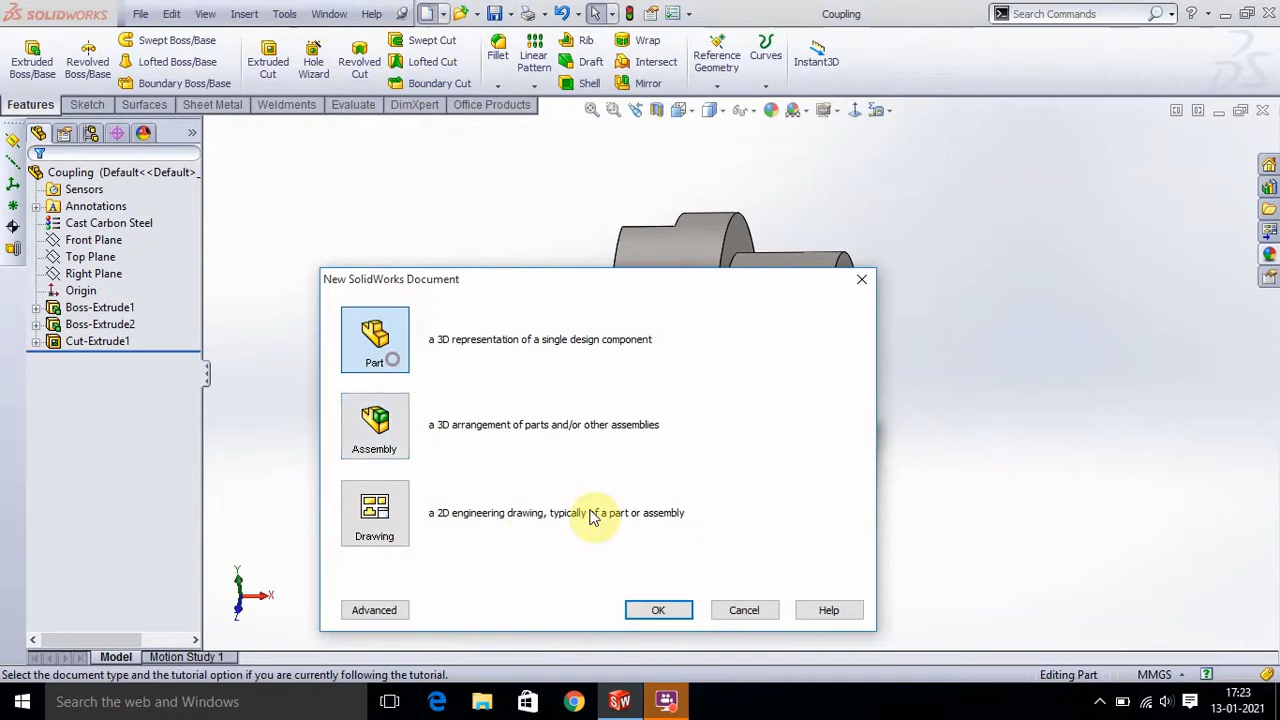 SOLIDWORKS File Edit View Insert Tools Window Help Coupling Search Commands
Extruded Boss/Base
Revolved Boss/Base
Swept Boss/Base
Lofted Boss/Base
Boundary Boss/Base
Extruded Cut
Hole Wizard
Revolved Cut
Swept Cut
Lofted Cut
Boundary Cut
Fillet
Linear Pattern
Rib
Draft
Shell
Wrap
Intersect
Mirror
Reference Geometry
Curves
Instant3D
Features Sketch Surfaces Sheet Metal Weldments Evaluate DimXpert Office Products
Coupling (Default<<Default>_
Sensors
Annotations
Cast Carbon Steel
Front Plane
Top Plane
Right Plane
Origin
Boss-Extrude1
Boss-Extrude2
Cut-Extrude1
New SolidWorks Document
Part
a 3D representation of a single design component
Assembly
a 3D arrangement of parts and/or other assemblies
Drawing
a 2D engineering drawing, typically of a part or assembly
Advanced OK Cancel Help
Y
X
Z
Model Motion Study 1
Select the document type and the tutorial option if you are following the tutorial. Editing Part MMGS
Search the web and Windows
17:23
13-01-2021